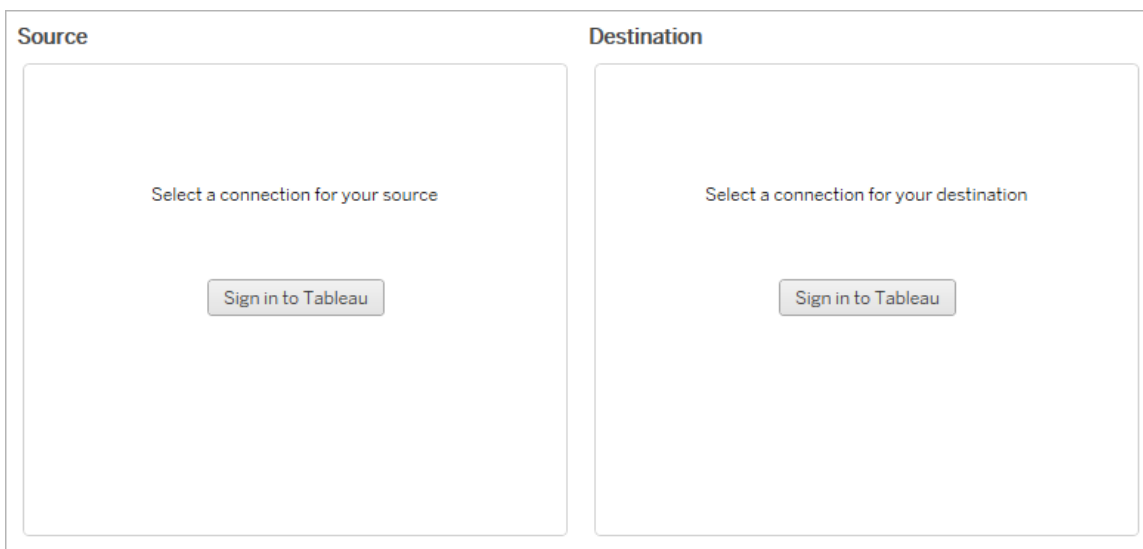 Source
Select a connection for your source
Sign in to Tableau
Destination
Select a connection for your destination
Sign in to Tableau